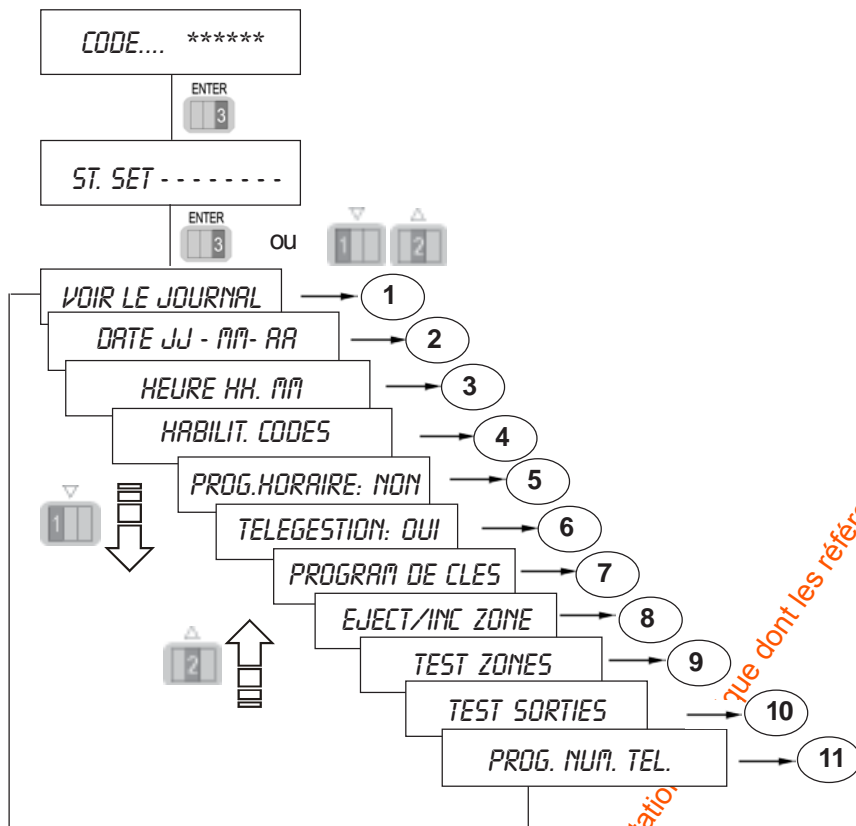 CODE.... ******
ENTER
3
ST. SET - - - - - - - -
ENTER
3 ou 1 2
VOIR LE JOURNAL 1
DATE JJ - MM- AA 2
HEURE HH. MM 3
HABILIT. CODES 4
PROG.HORAIRE: NON 5
1
TELEGESTION: OUI 6
PROGRAM DE CLES 7
EJECT/INC ZONE 8
2
TEST ZONES 9
TEST SORTIES 10
PROG. NUM. TEL. 11
dont les